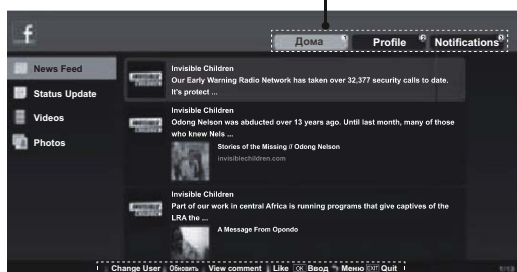 f
Дома Profile Notifications
News Feed
Status Update
Videos
Photos
Invisible Children
Our Early Warning Radio Network has taken over 32,377 security calls to date.
It's protect ...
Invisible Children
Odong Nelson was abducted over 13 years ago. Until last month, many of those
who knew Nels ...
Stories of the Missing // Odong Nelson
invisiblechildren.com
Invisible Children
Part of our work in central Africa is running programs that give captives of the
LRA the ...
A Message From Opondo
Change User Обновить View comment Like OK Ввод Меню EXIT Quit